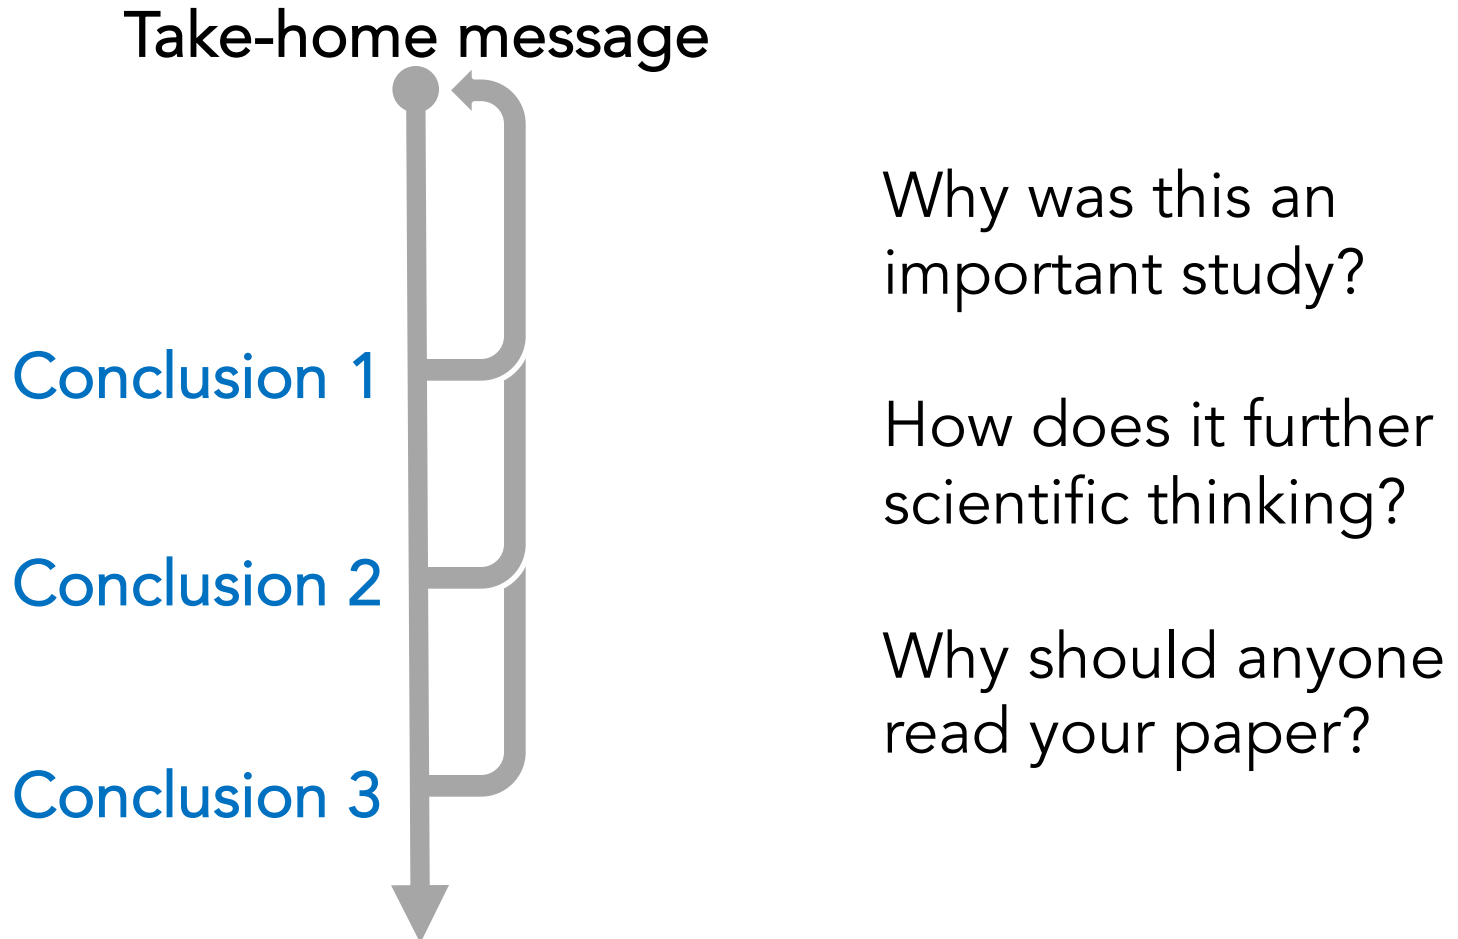 Take-home message
Conclusion 1
Conclusion 2
Conclusion 3
Why was this an
important study?
How does it further
scientific thinking?
Why should anyone
read your paper?